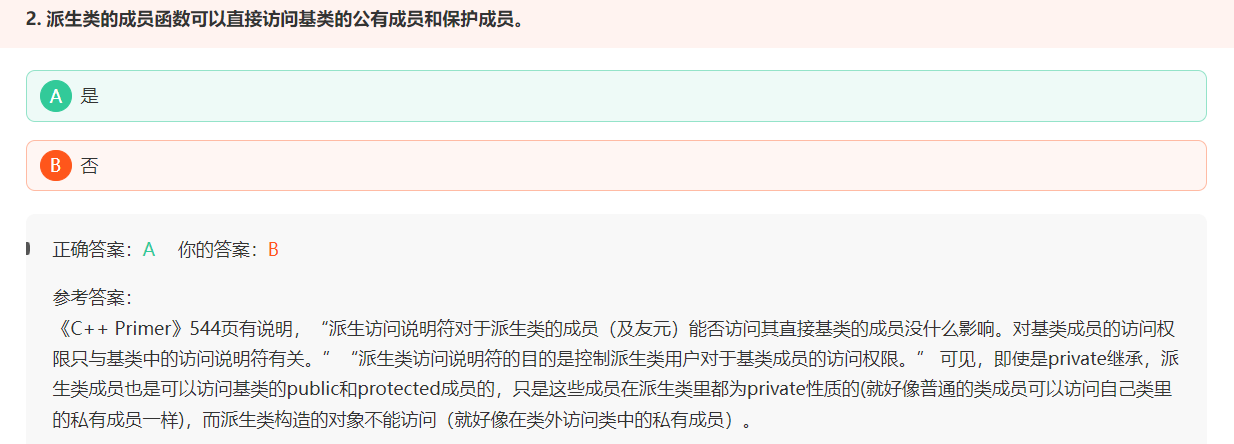 2. 派生类的成员函数可以直接访问基类的公有成员和保护成员。
A 是
B 否
正确答案：A 你的答案：B
参考答案：
《C++ Primer》544页有说明，“派生访问说明符对于派生类的成员（及友元）能否访问其直接基类的成员没什么影响。对基类成员的访问权
限只与基类中的访问说明符有关。”“派生类访问说明符的目的是控制派生类用户对于基类成员的访问权限。” 可见，即使是private继承，派
生类成员也是可以访问基类的public和protected成员的，只是这些成员在派生类里都为private性质的(就好像普通的类成员可以访问自己类里
的私有成员一样)，而派生类构造的对象不能访问（就好像在类外访问类中的私有成员）。